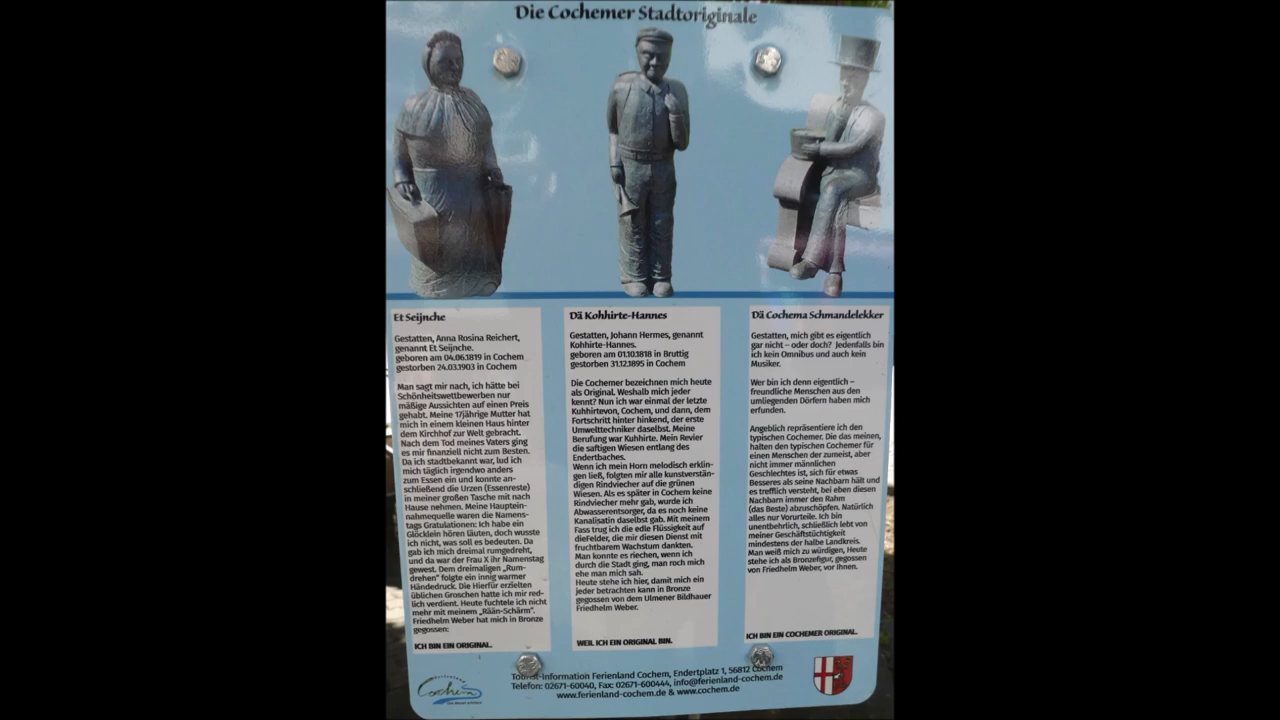 Die Cochemer Stadtoriginale
Et Seijnche
Gestatten, Anna Rosina Reichert,
genannt Et Seijnche.
geboren am 04.06.1819 in Cochem
gestorben 24.03.1903 in Cochem
Man sagt mir nach, ich hätte bei
Schönheitswettbewerben nur
mäßige Aussichten auf einen Preis
gehabt. Meine 17jährige Mutter hat
mich in einem kleinen Haus hinter
dem Kirchhof zur Welt gebracht.
Nach dem Tod meines Vaters ging
es mir finanziell nicht zum Besten.
Da ich stadtbekannt war, lud ich
mich täglich irgendwo anders
zum Essen ein und konnte an-
schließend die Urzen (Essenreste)
in meiner großen Tasche mit nach
Hause nehmen. Meine Hauptein-
nahmequelle waren die Namens-
tags Gratulationen: Ich habe ein
Glöcklein hören läuten, doch wusste
ich nicht, was soll es bedeuten. Da
gab ich mich dreimal rumgedreht,
und da war der Frau X ihr Namenstag
gewest. Dem dreimaligen „Rum-
drehen" folgte ein innig warmer
Händedruck. Die Hierfür erzielten
üblichen Groschen hatte ich mir red-
lich verdient. Heute fuchtele ich nicht
mehr mit meinem „Rään-Schärm".
Friedhelm Weber hat mich in Bronze
gegossen:
ICH BIN EIN ORIGINAL.
Dä Kohhirte-Hannes
Gestatten, Johann Hermes, genannt
Kohhirte-Hannes.
geboren am 01.10.1818 in Bruttig
gestorben 31.12.1895 in Cochem
Die Cochemer bezeichnen mich heute
als Original. Weshalb mich jeder
kennt? Nun ich war einmal der letzte
Kuhhirtevon, Cochem, und dann, dem
Fortschritt hinter hinkend, der erste
Umwelttechniker daselbst. Meine
Berufung war Kuhhirte. Mein Revier
die saftigen Wiesen entlang des
Endertbaches.
Wenn ich mein Horn melodisch erklin-
gen ließ, folgten mir alle kunstverstän-
digen Rindviecher auf die grünen
Wiesen. Als es später in Cochem keine
Rindviecher mehr gab, wurde ich
Abwasserentsorger, da es noch keine
Kanalisatin daselbst gab. Mit meinem
Fass trug ich die edle Flüssigkeit auf
dieFelder, die mir diesen Dienst mit
fruchtbarem Wachstum dankten.
Man konnte es riechen, wenn ich
durch die Stadt ging, man roch mich
ehe man mich sah.
Heute stehe ich hier, damit mich ein
jeder betrachten kann in Bronze
gegossen von dem Ulmener Bildhauer
Friedhelm Weber.
WEIL ICH EIN ORIGINAL BIN.
Dä Cochema Schmandelekker
Gestatten, mich gibt es eigentlich
gar nicht – oder doch? Jedenfalls bin
ich kein Omnibus und auch kein
Musiker.
Wer bin ich denn eigentlich –
freundliche Menschen aus den
umliegenden Dörfern haben mich
erfunden.
Angeblich repräsentiere ich den
typischen Cochemer. Die das meinen,
halten den typischen Cochemer für
einen Menschen der zumeist, aber
nicht immer männlichen
Geschlechtes ist, sich für etwas
Besseres als seine Nachbarn hält und
es trefflich versteht, bei eben diesen
Nachbarn immer den Rahm
(das Beste) abzuschöpfen. Natürlich
alles nur Vorurteile. Ich bin
unentbehrlich, schließlich lebt von
meiner Geschäftstüchtigkeit
mindestens der halbe Landkreis.
Man weiß mich zu würdigen, Heute
stehe ich als Bronzefigur, gegossen
von Friedhelm Weber, vor Ihnen.
ICH BIN EIN COCHEMER ORIGINAL.
Ferienland
Cochem
Tourist-Information Ferienland Cochem, Endertplatz 1, 56812 Cochem
Telefon: 02671-60040, Fax: 02671-600444, info@ferienland-cochem.de
www.ferienland-cochem.de & www.cochem.de